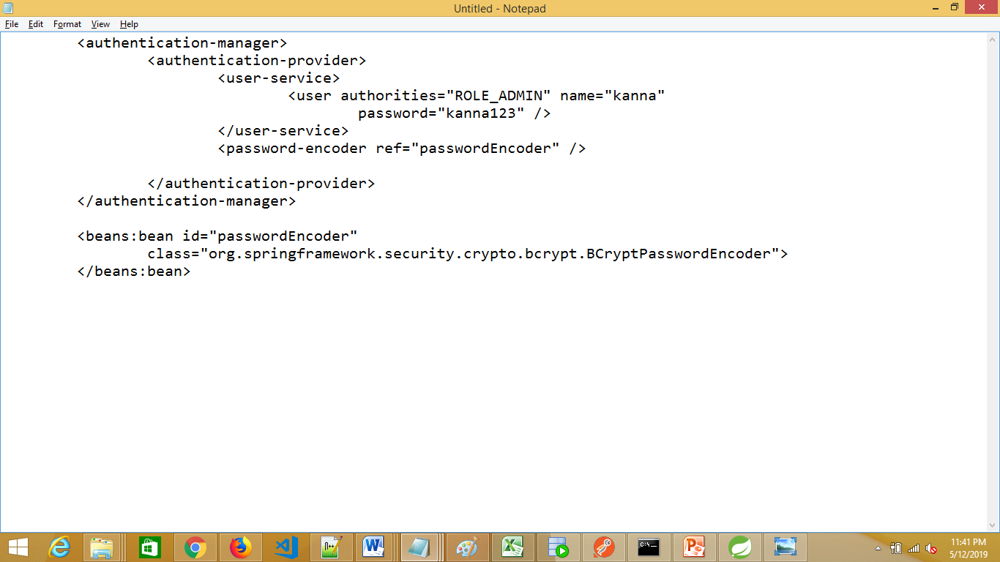 Untitled - Notepad
File Edit Format View Help
<authentication-manager>
<authentication-provider>
<user-service>
<user authorities="ROLE_ADMIN" name="kanna"
password="kanna123" />
</user-service>
<password-encoder ref="passwordEncoder" />
</authentication-provider>
</authentication-manager>
<beans:bean id="passwordEncoder"
class="org.springframework.security.crypto.bcrypt.BCryptPasswordEncoder">
</beans:bean>
11:41 PM
5/12/2019